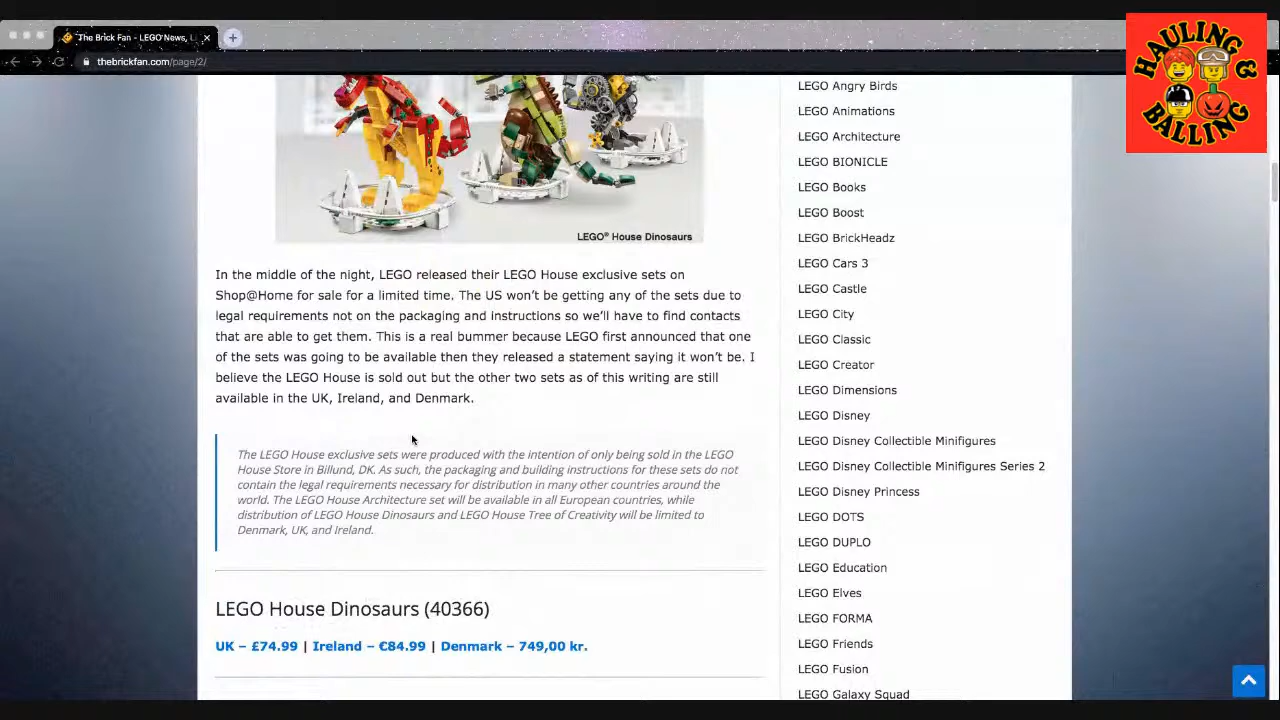 The Brick Fan - LEGO News, L
thebrickfan.com/page/2/
HAULING &
BALLING
LEGO® House Dinosaurs
In the middle of the night, LEGO released their LEGO House exclusive sets on
Shop@Home for sale for a limited time. The US won't be getting any of the sets due to
legal requirements not on the packaging and instructions so we'll have to find contacts
that are able to get them. This is a real bummer because LEGO first announced that one
of the sets was going to be available then they released a statement saying it won't be. I
believe the LEGO House is sold out but the other two sets as of this writing are still
available in the UK, Ireland, and Denmark.
The LEGO House exclusive sets were produced with the intention of only being sold in the LEGO
House Store in Billund, DK. As such, the packaging and building instructions for these sets do not
contain the legal requirements necessary for distribution in many other countries around the
world. The LEGO House Architecture set will be available in all European countries, while
distribution of LEGO House Dinosaurs and LEGO House Tree of Creativity will be limited to
Denmark, UK, and Ireland.
LEGO House Dinosaurs (40366)
UK – £74.99 | Ireland – €84.99 | Denmark – 749,00 kr.
LEGO Angry Birds
LEGO Animations
LEGO Architecture
LEGO BIONICLE
LEGO Books
LEGO Boost
LEGO BrickHeadz
LEGO Cars 3
LEGO Castle
LEGO City
LEGO Classic
LEGO Creator
LEGO Dimensions
LEGO Disney
LEGO Disney Collectible Minifigures
LEGO Disney Collectible Minifigures Series 2
LEGO Disney Princess
LEGO DOTS
LEGO DUPLO
LEGO Education
LEGO Elves
LEGO FORMA
LEGO Friends
LEGO Fusion
LEGO Galaxy Squad